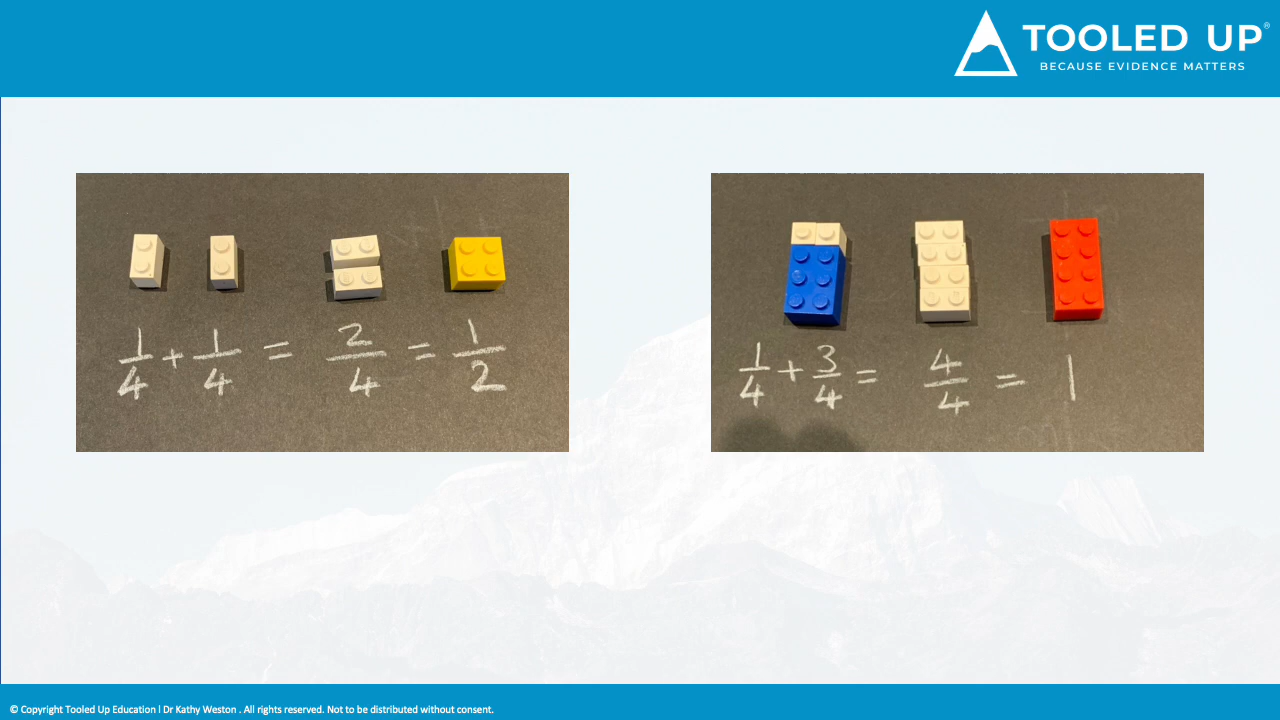 TOOLED UP®
BECAUSE EVIDENCE MATTERS
1/4 + 1/4 = 2/4 = 1/2
1/4 + 3/4 = 4/4 = 1
© Copyright Tooled Up Education l Dr Kathy Weston . All rights reserved. Not to be distributed without consent.